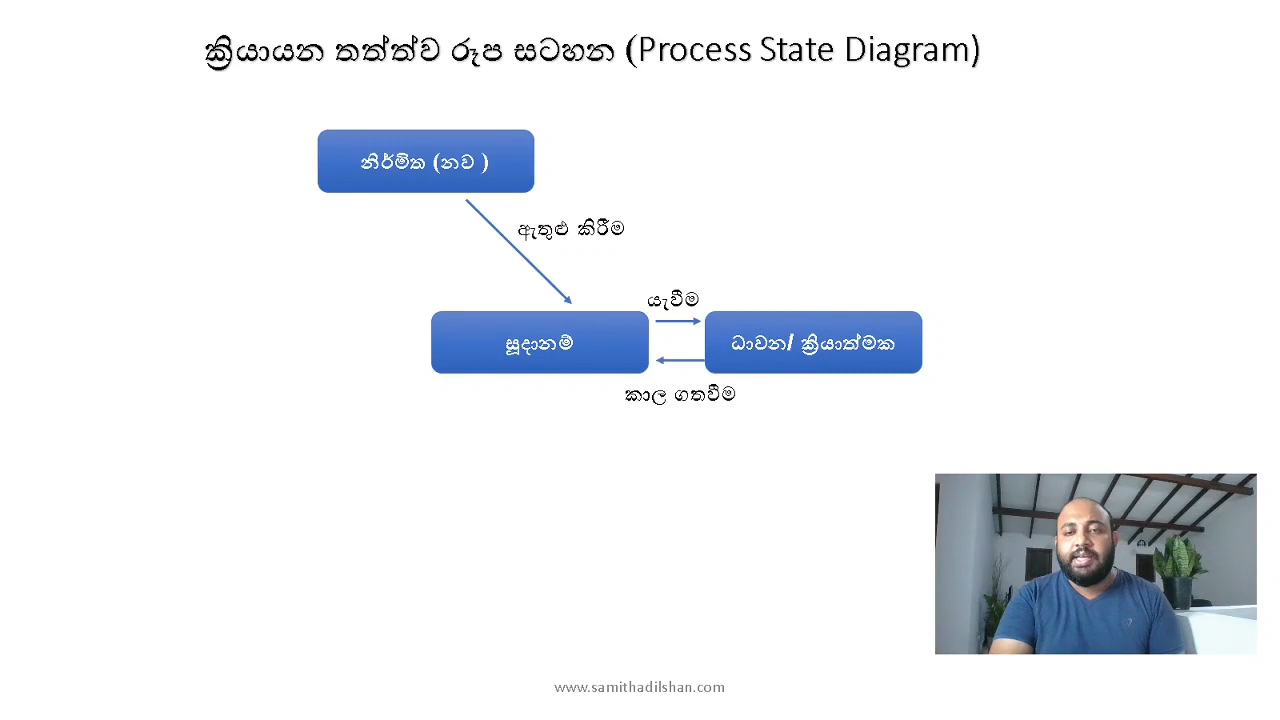 ක්‍රියායන තත්ත්ව රූප සටහන (Process State Diagram)
නිර්මිත (නව )
ඇතුළු කිරීම
යැවීම
සූදානම්
ධාවන/ ක්‍රියාත්මක
කාල ගතවීම
www.samithadilshan.com